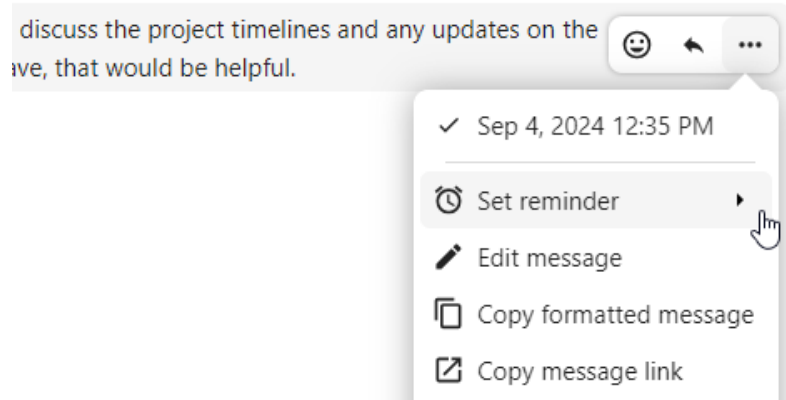 discuss the project timelines and any updates on the
that would be helpful.
Sep 4, 2024 12:35 PM
Set reminder
Edit message
Copy formatted message
Copy message link